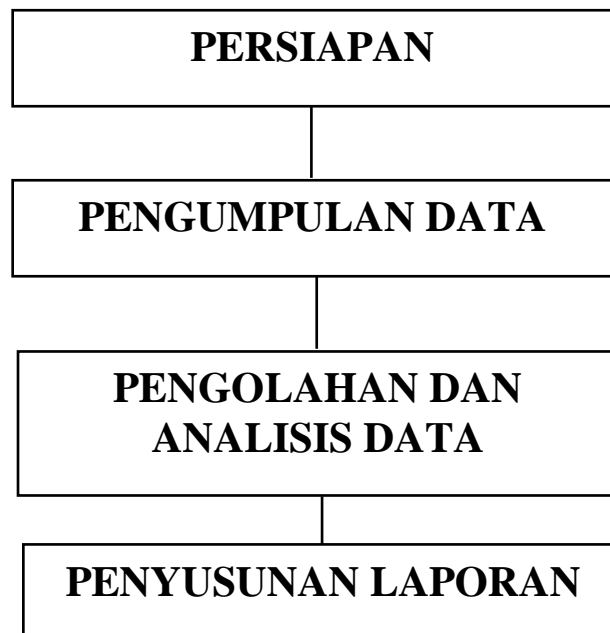 PERSIAPAN
PENGUMPULAN DATA
PENGOLAHAN DAN
ANALISIS DATA
PENYUSUNAN LAPORAN